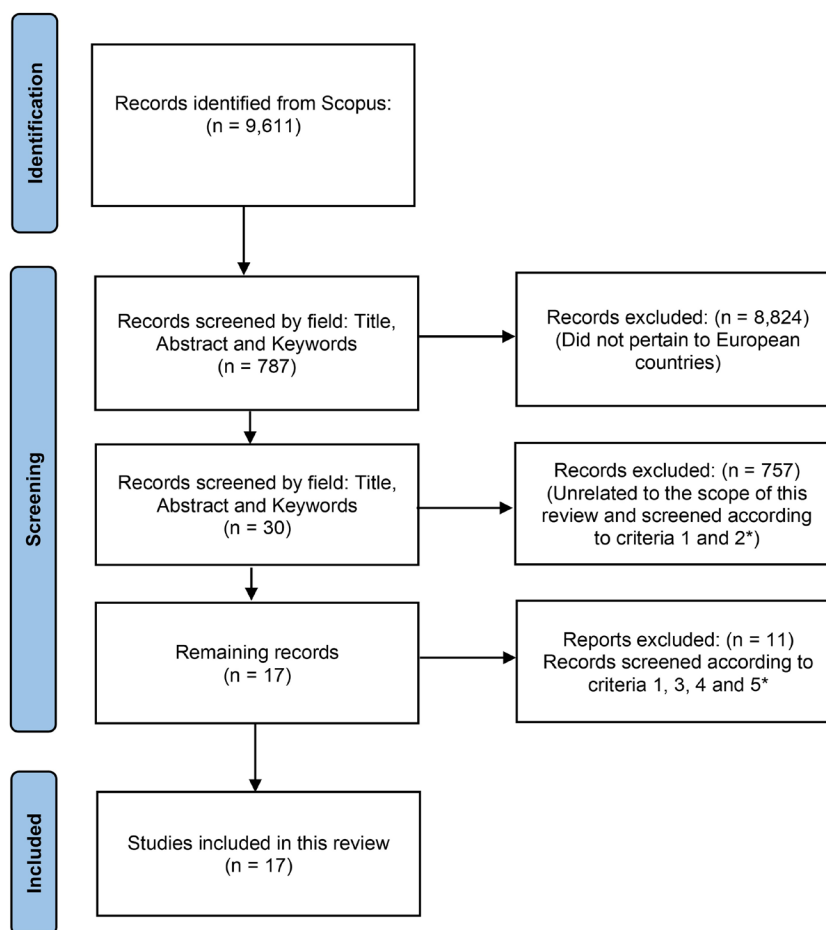 Identification
Records identified from Scopus:
(n = 9,611)
Screening
Records screened by field: Title,
Abstract and Keywords
(n = 787)
Records excluded: (n = 8,824)
(Did not pertain to European
countries)
Records screened by field: Title,
Abstract and Keywords
(n = 30)
Records excluded: (n = 757)
(Unrelated to the scope of this
review and screened according
to criteria 1 and 2*)
Remaining records
(n = 17)
Reports excluded: (n = 11)
Records screened according to
criteria 1, 3, 4 and 5*
Included
Studies included in this review
(n = 17)